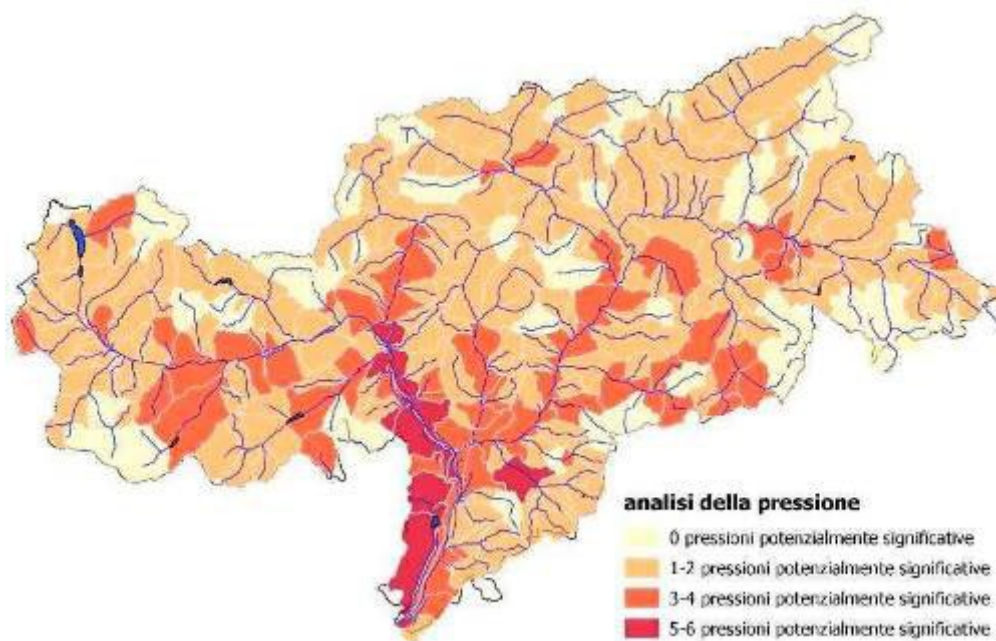 analisi della pressione
0 pressioni potenzialmente significative
1-2 pressioni potenzialmente significative
3-4 pressioni potenzialmente significative
5-6 pressioni potenzialmente significative